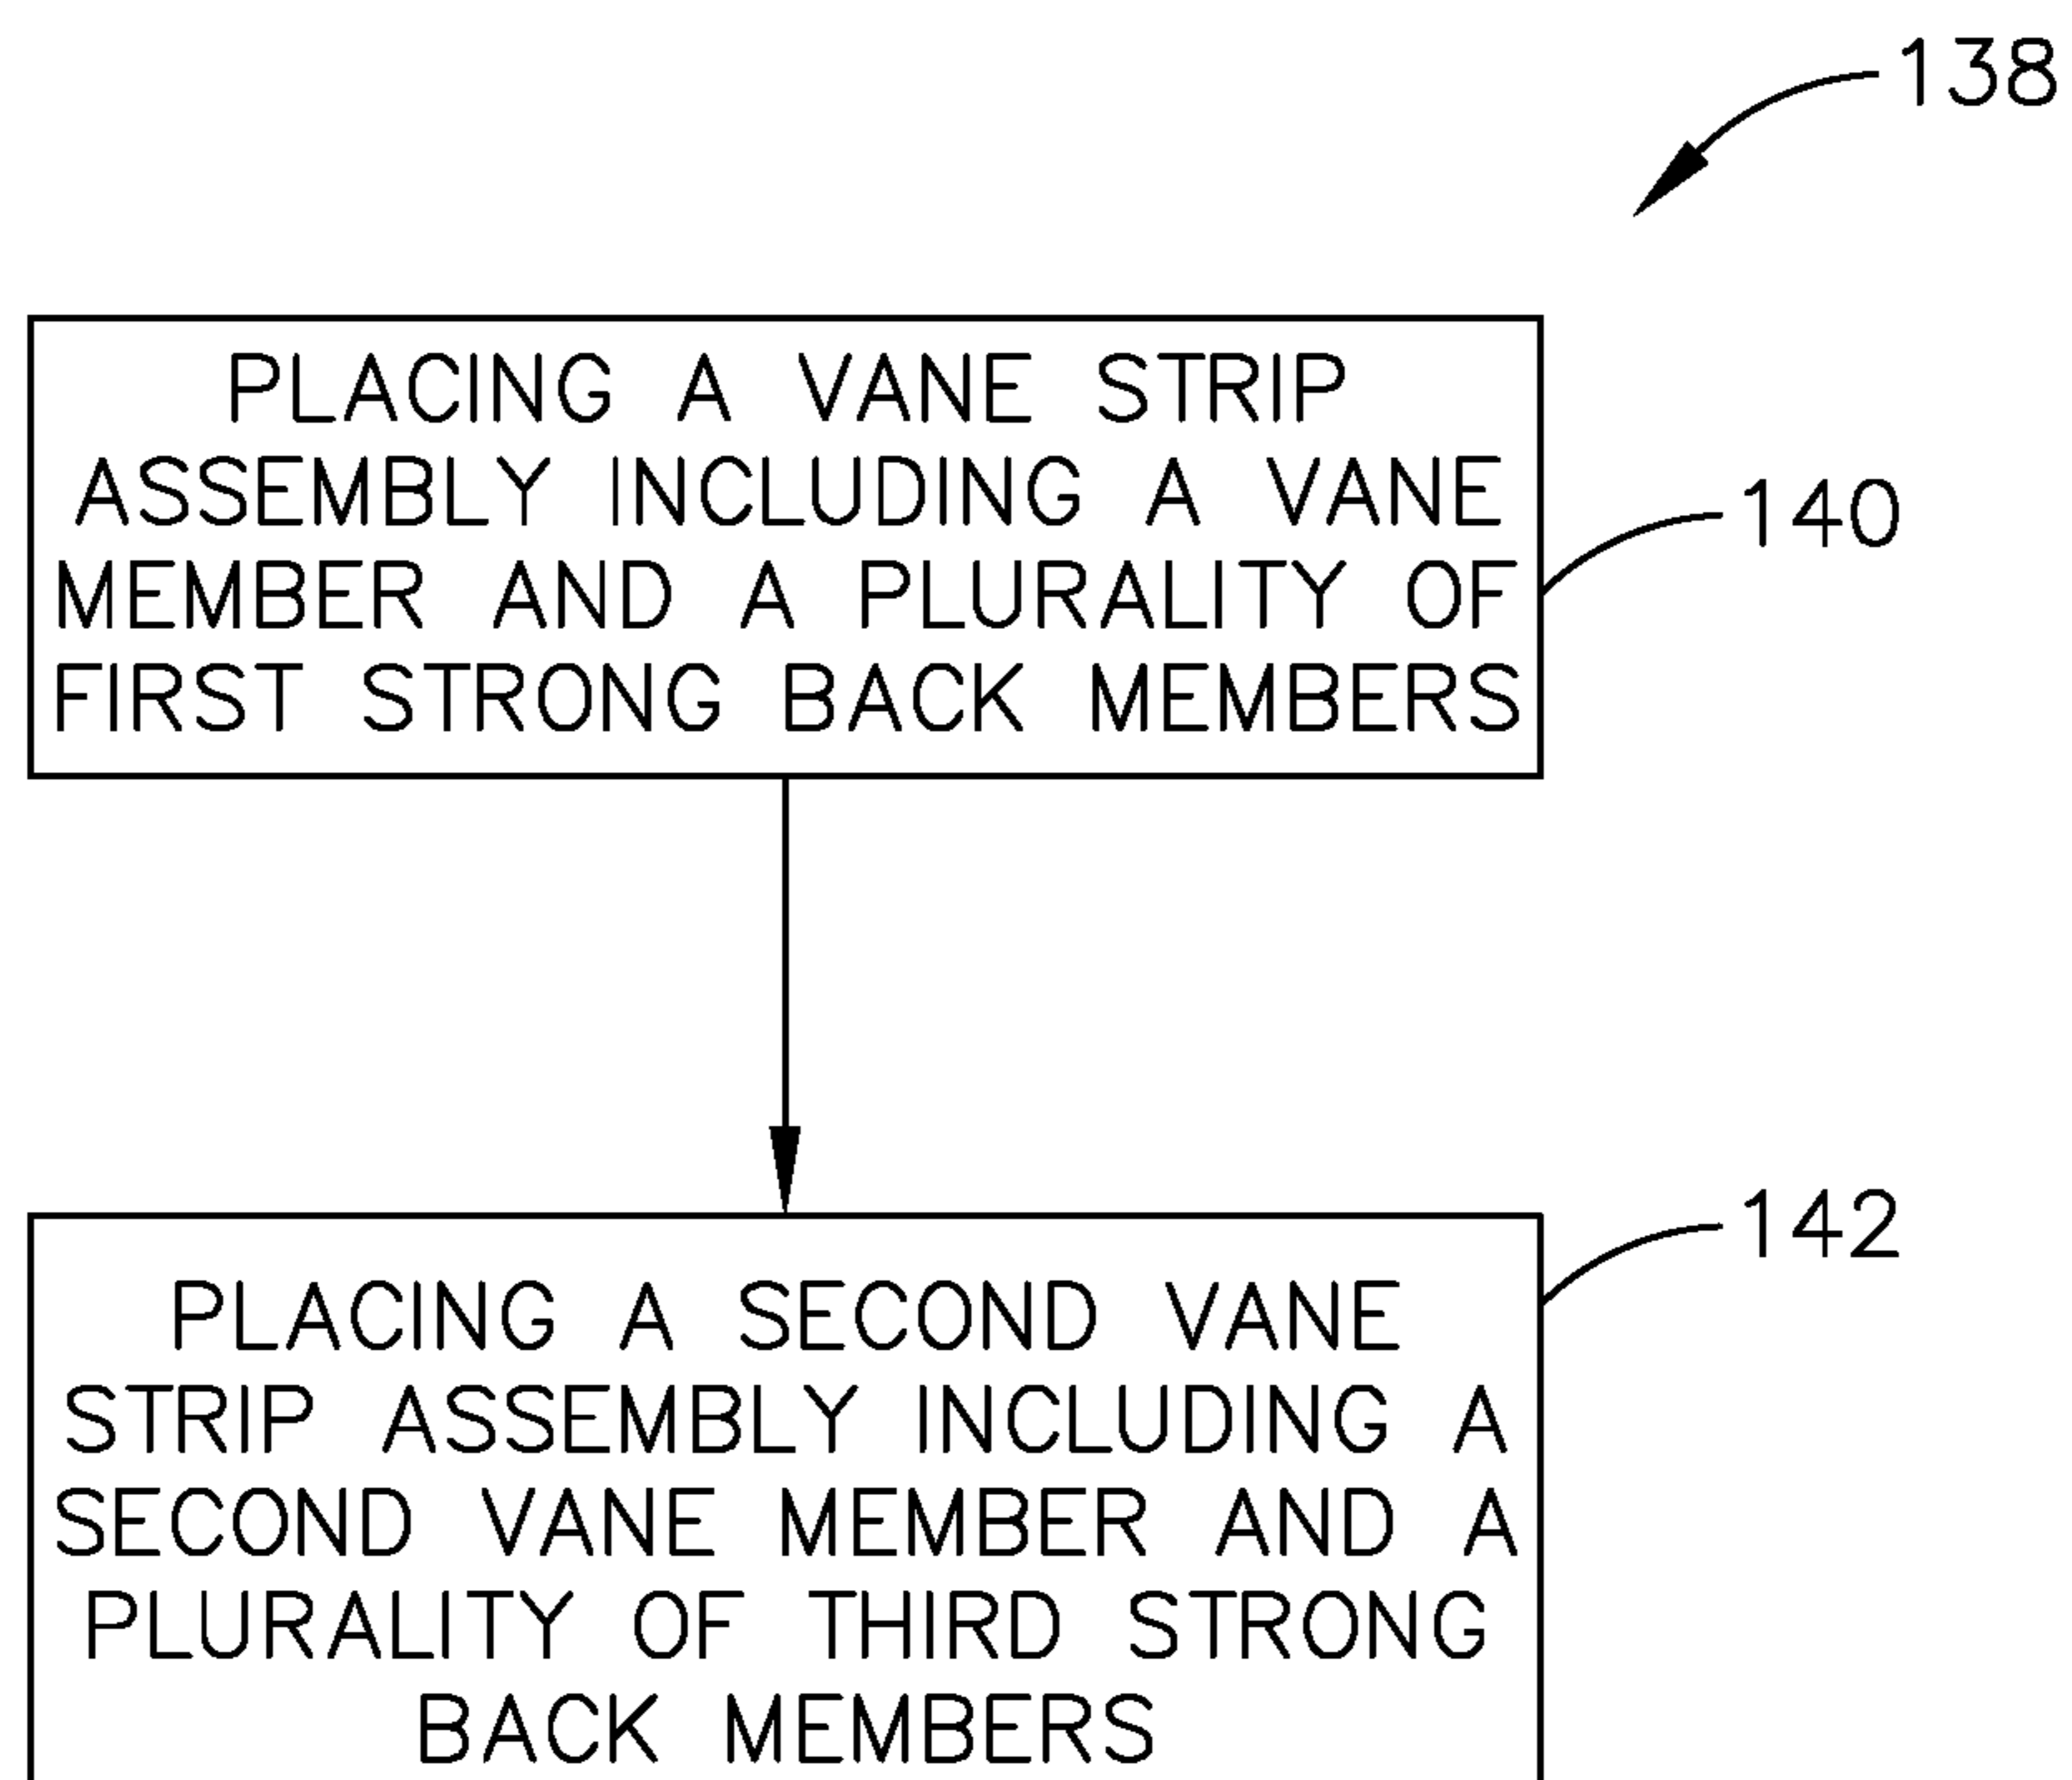 138
PLACING A VANE STRIP
ASSEMBLY INCLUDING A VANE
MEMBER AND A PLURALITY OF
FIRST STRONG BACK MEMBERS
140
142
PLACING A SECOND VANE
STRIP ASSEMBLY INCLUDING A
SECOND VANE MEMBER AND A
PLURALITY OF THIRD STRONG
BACK MEMBERS